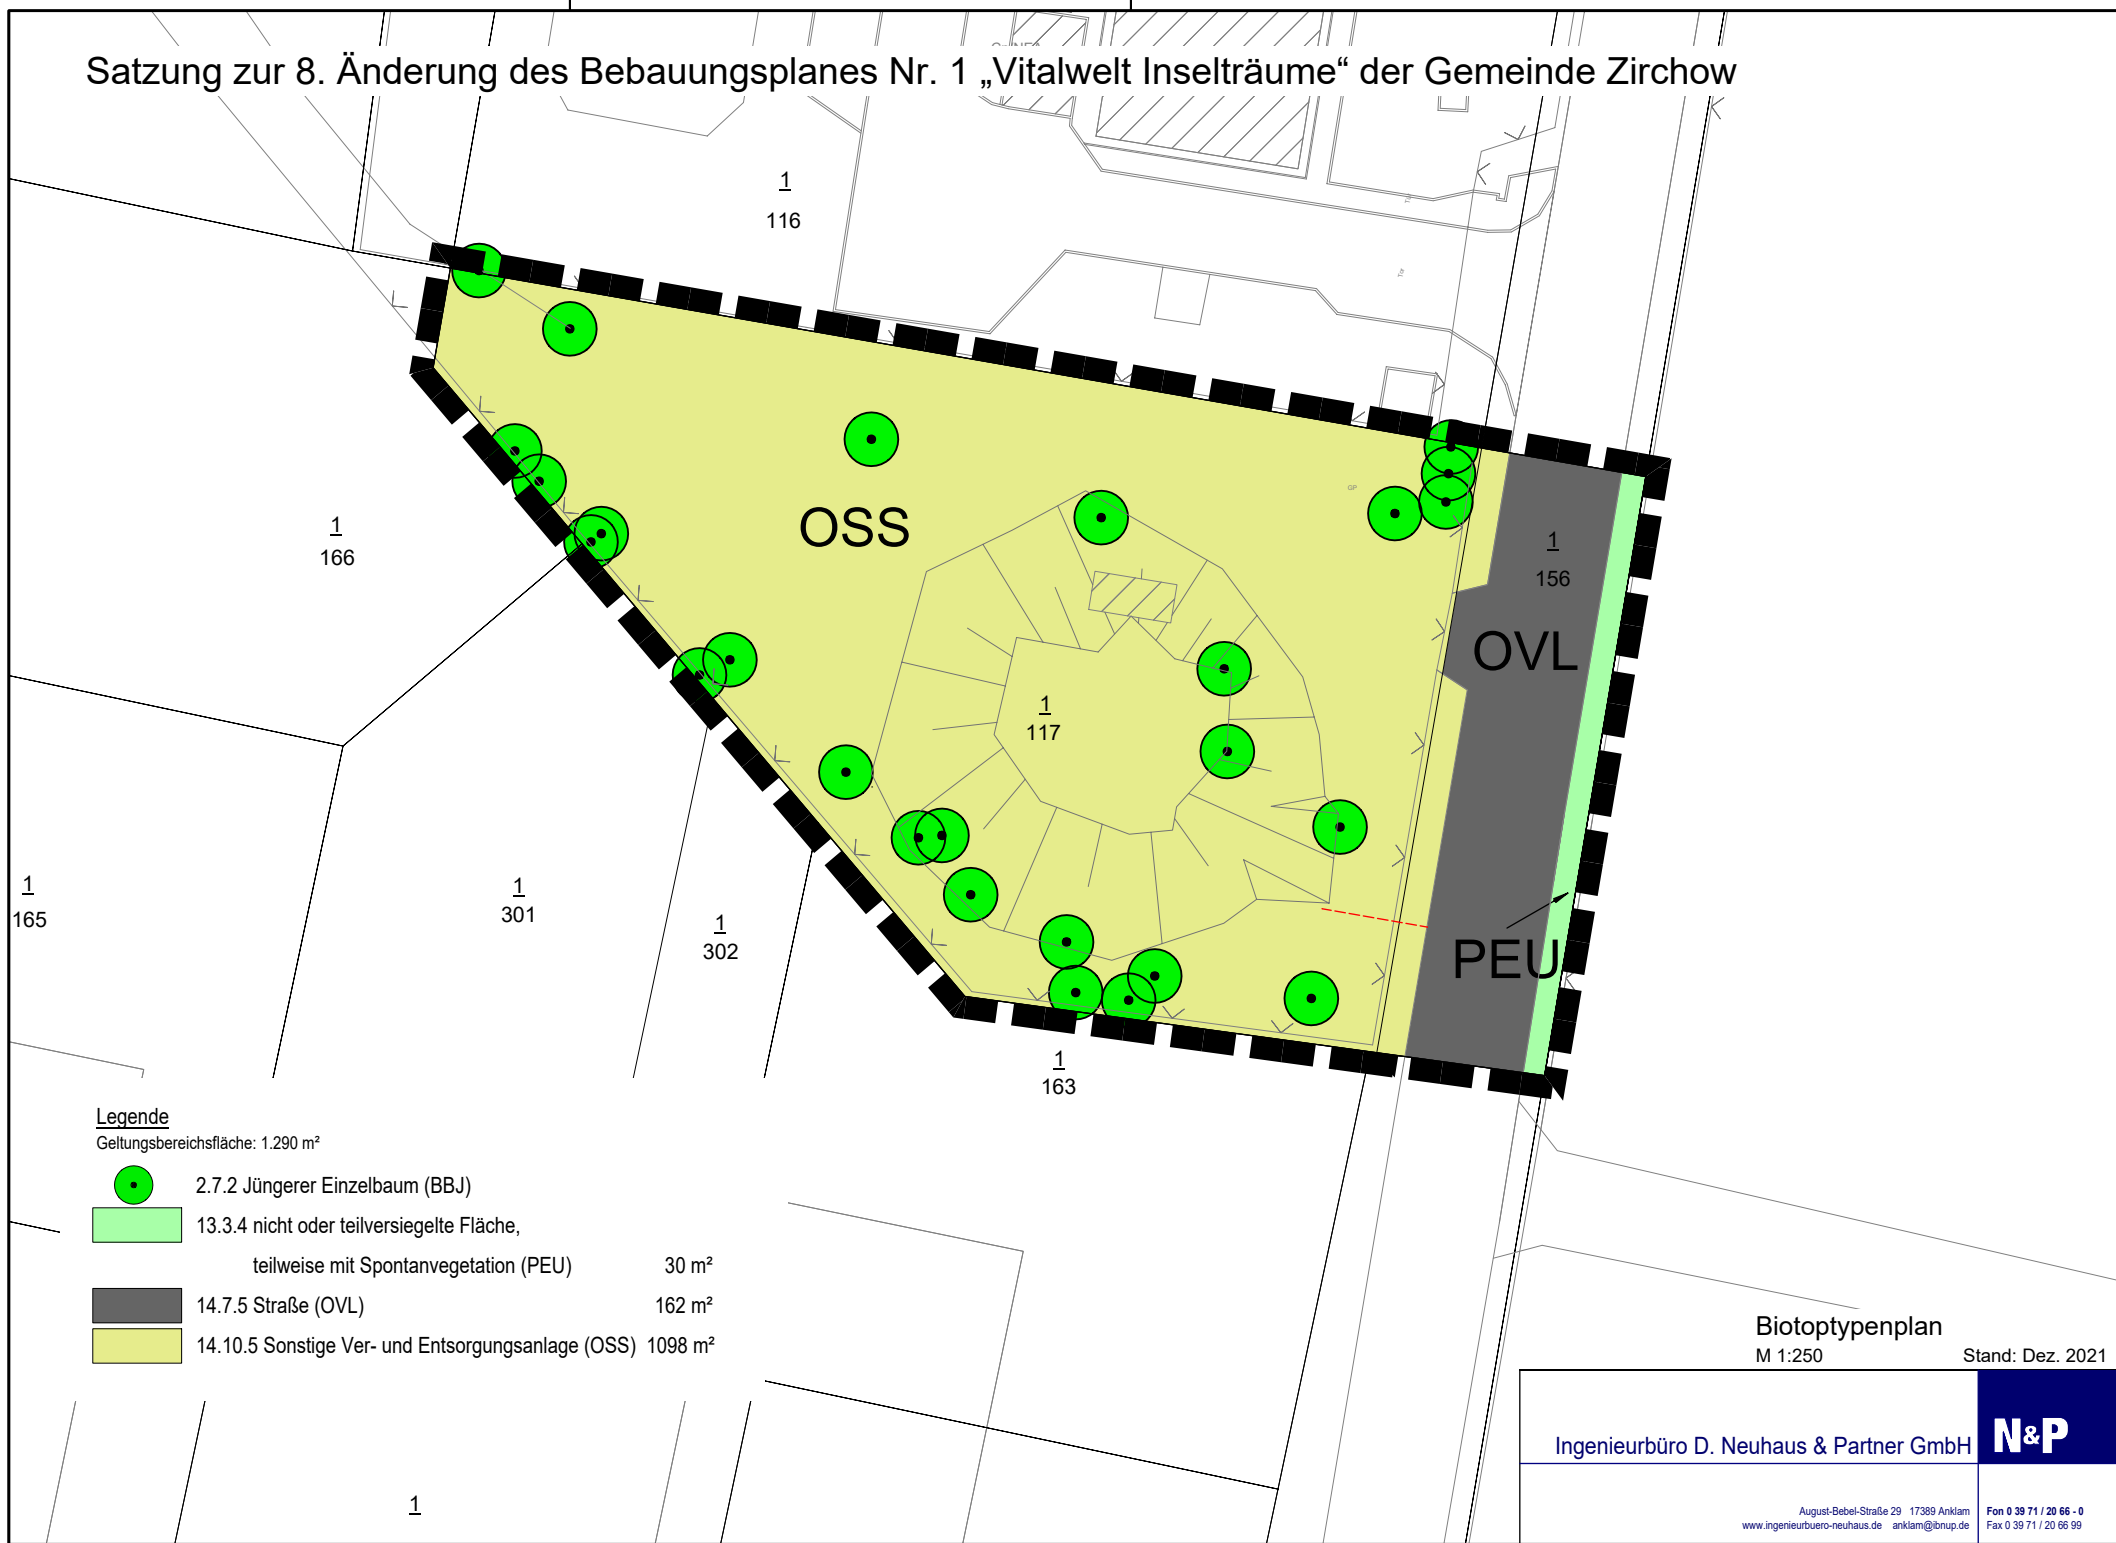 Satzung zur 8. Änderung des Bebauungsplanes Nr. 1 „Vitalwelt Inselträume“ der Gemeinde Zirchow
1
116
Tor
GP
OSS
1
166
1
156
OVL
1
117
1
165
1
301
1
302
PEU
1
163
Legende
Geltungsbereichsfläche: 1.290 m²
2.7.2 Jüngerer Einzelbaum (BBJ)
13.3.4 nicht oder teilversiegelte Fläche,
teilweise mit Spontanvegetation (PEU) 30 m²
14.7.5 Straße (OVL) 162 m²
14.10.5 Sonstige Ver- und Entsorgungsanlage (OSS) 1098 m²
Biotoptypenplan
M 1:250 Stand: Dez. 2021
Ingenieurbüro D. Neuhaus & Partner GmbH
N&P
August-Bebel-Straße 29 17389 Anklam
www.ingenieurbuero-neuhaus.de anklam@ibnup.de
Fon 0 39 71 / 20 66 - 0
Fax 0 39 71 / 20 66 99
1